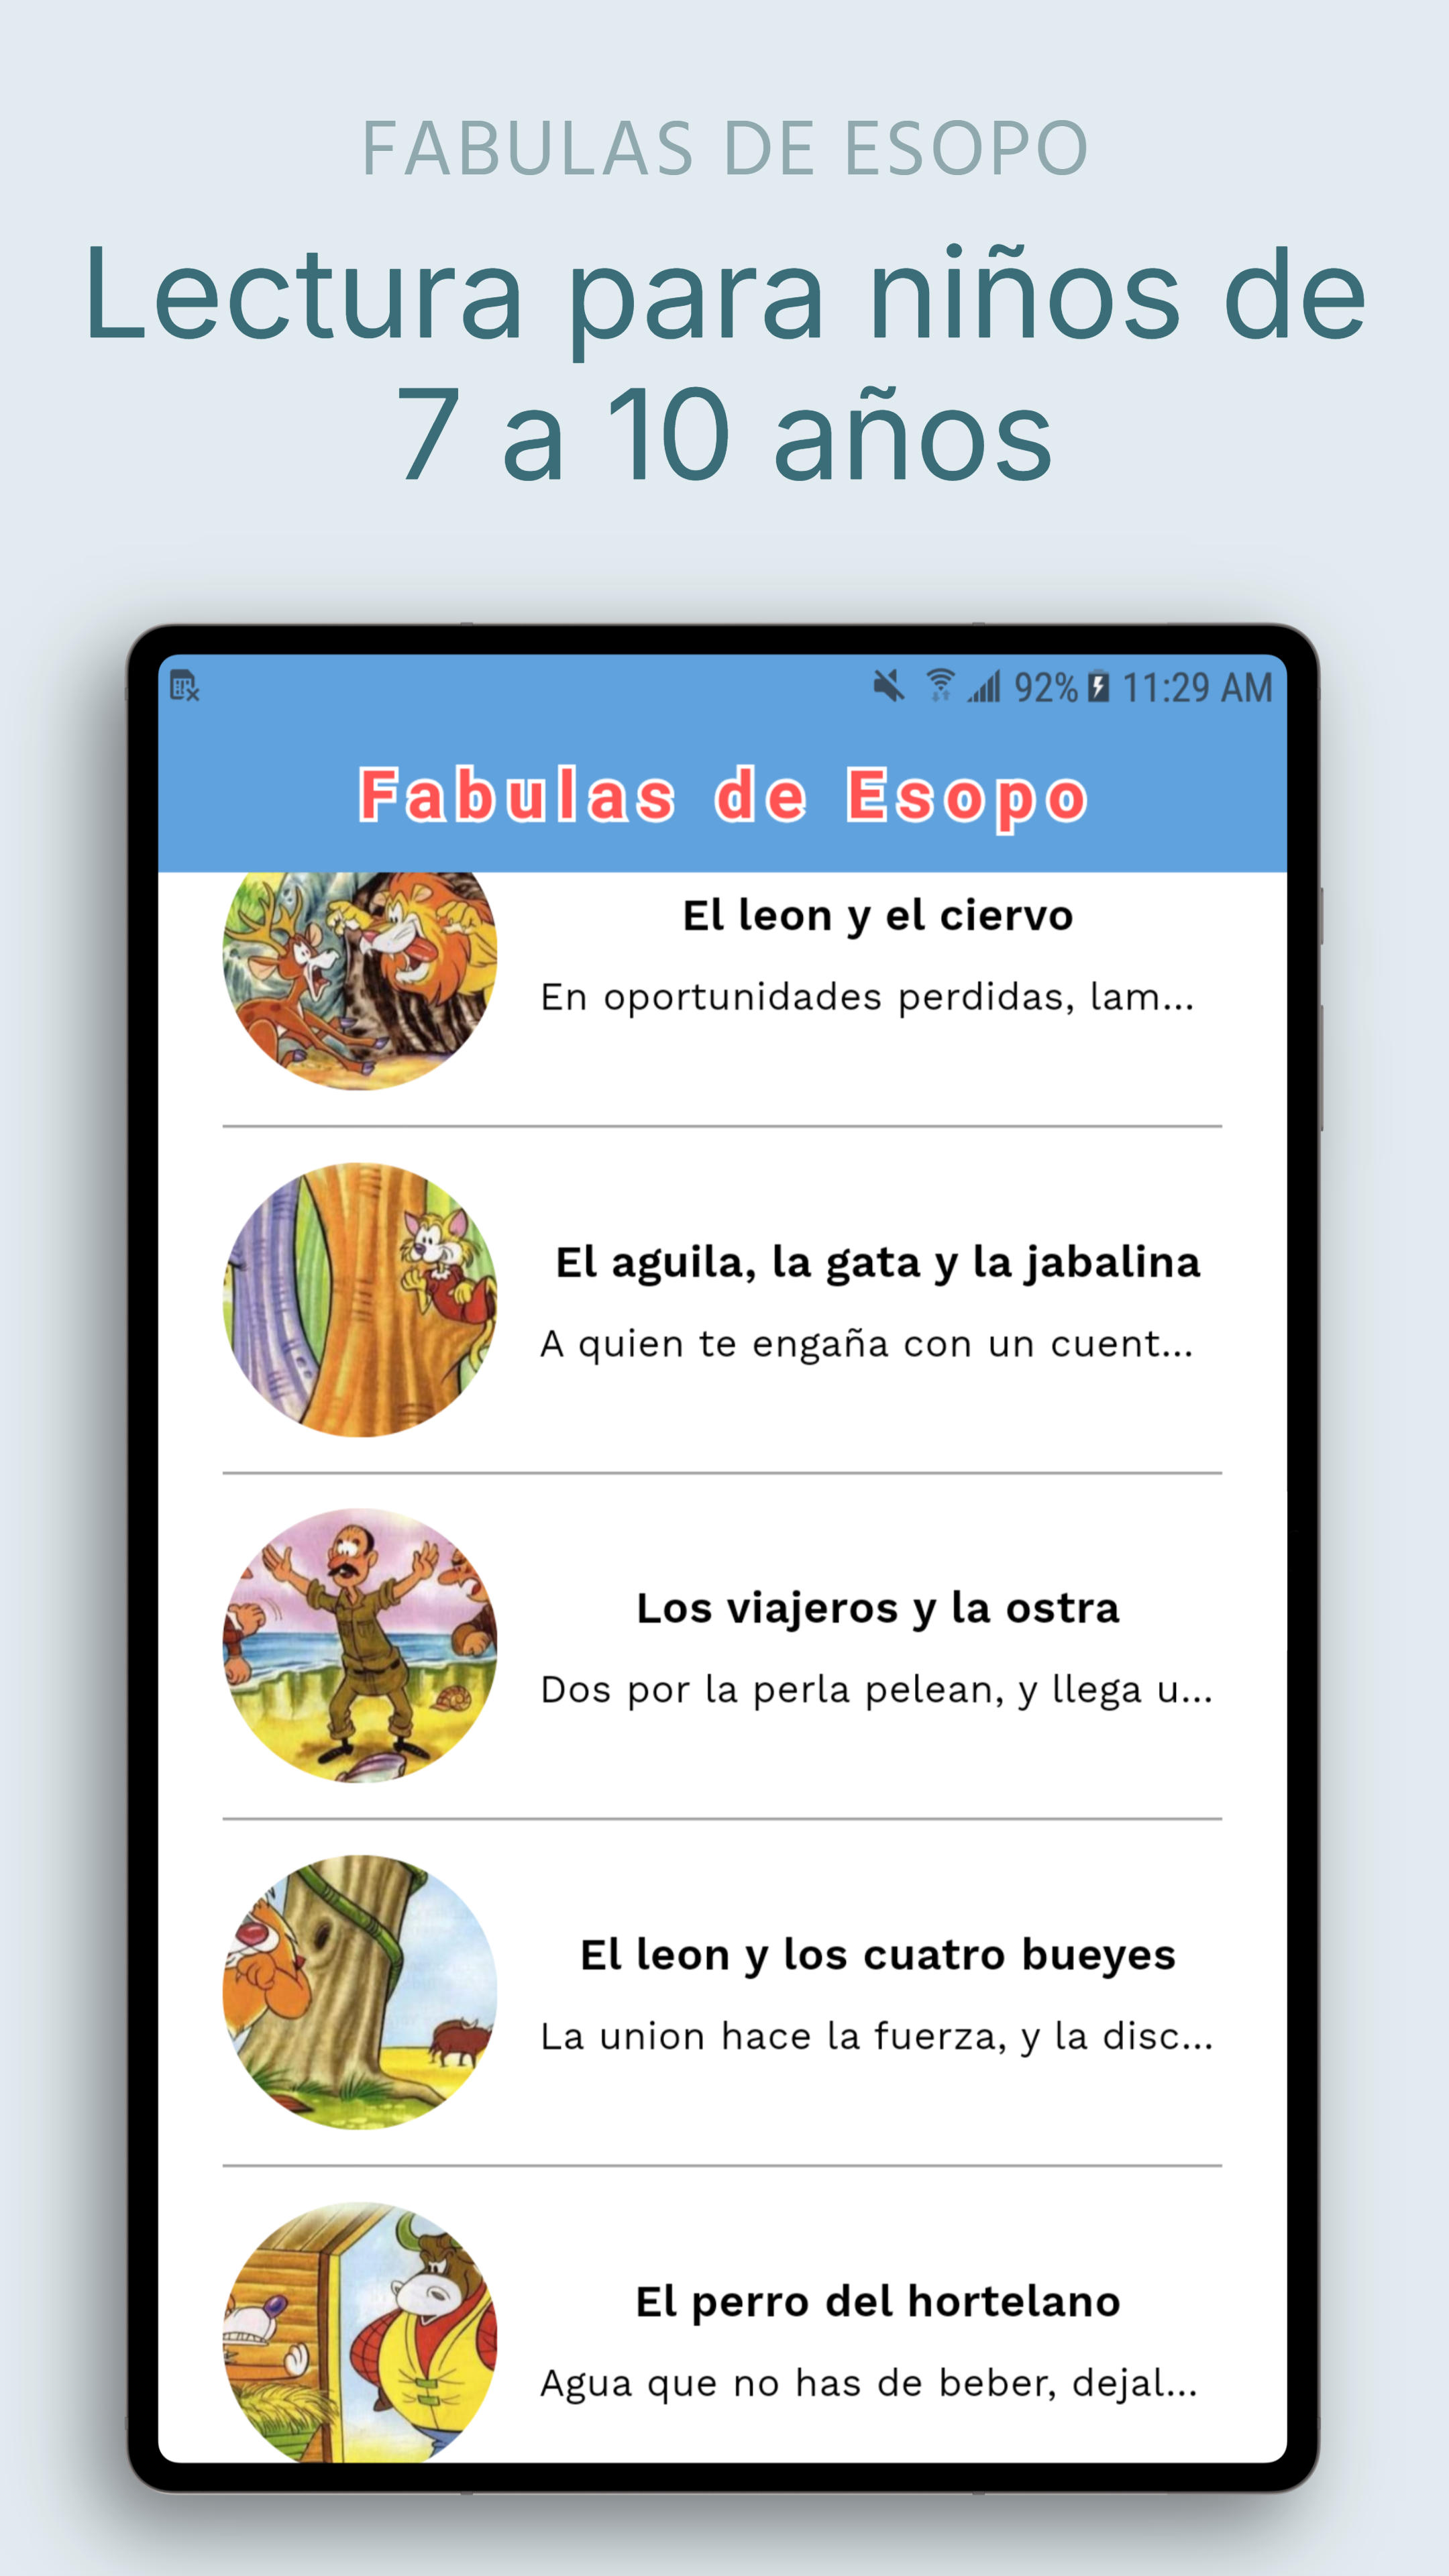 FABULAS DE ESOPO
Lectura para niños de
7 a 10 años
92% 11:29 AM
Fabulas de Esopo
El leon y el ciervo
En oportunidades perdidas, lam...
El aguila, la gata y la jabalina
A quien te engaña con un cuent...
Los viajeros y la ostra
Dos por la perla pelean, y llega u...
El leon y los cuatro bueyes
La union hace la fuerza, y la disc...
El perro del hortelano
Agua que no has de beber, dejal...